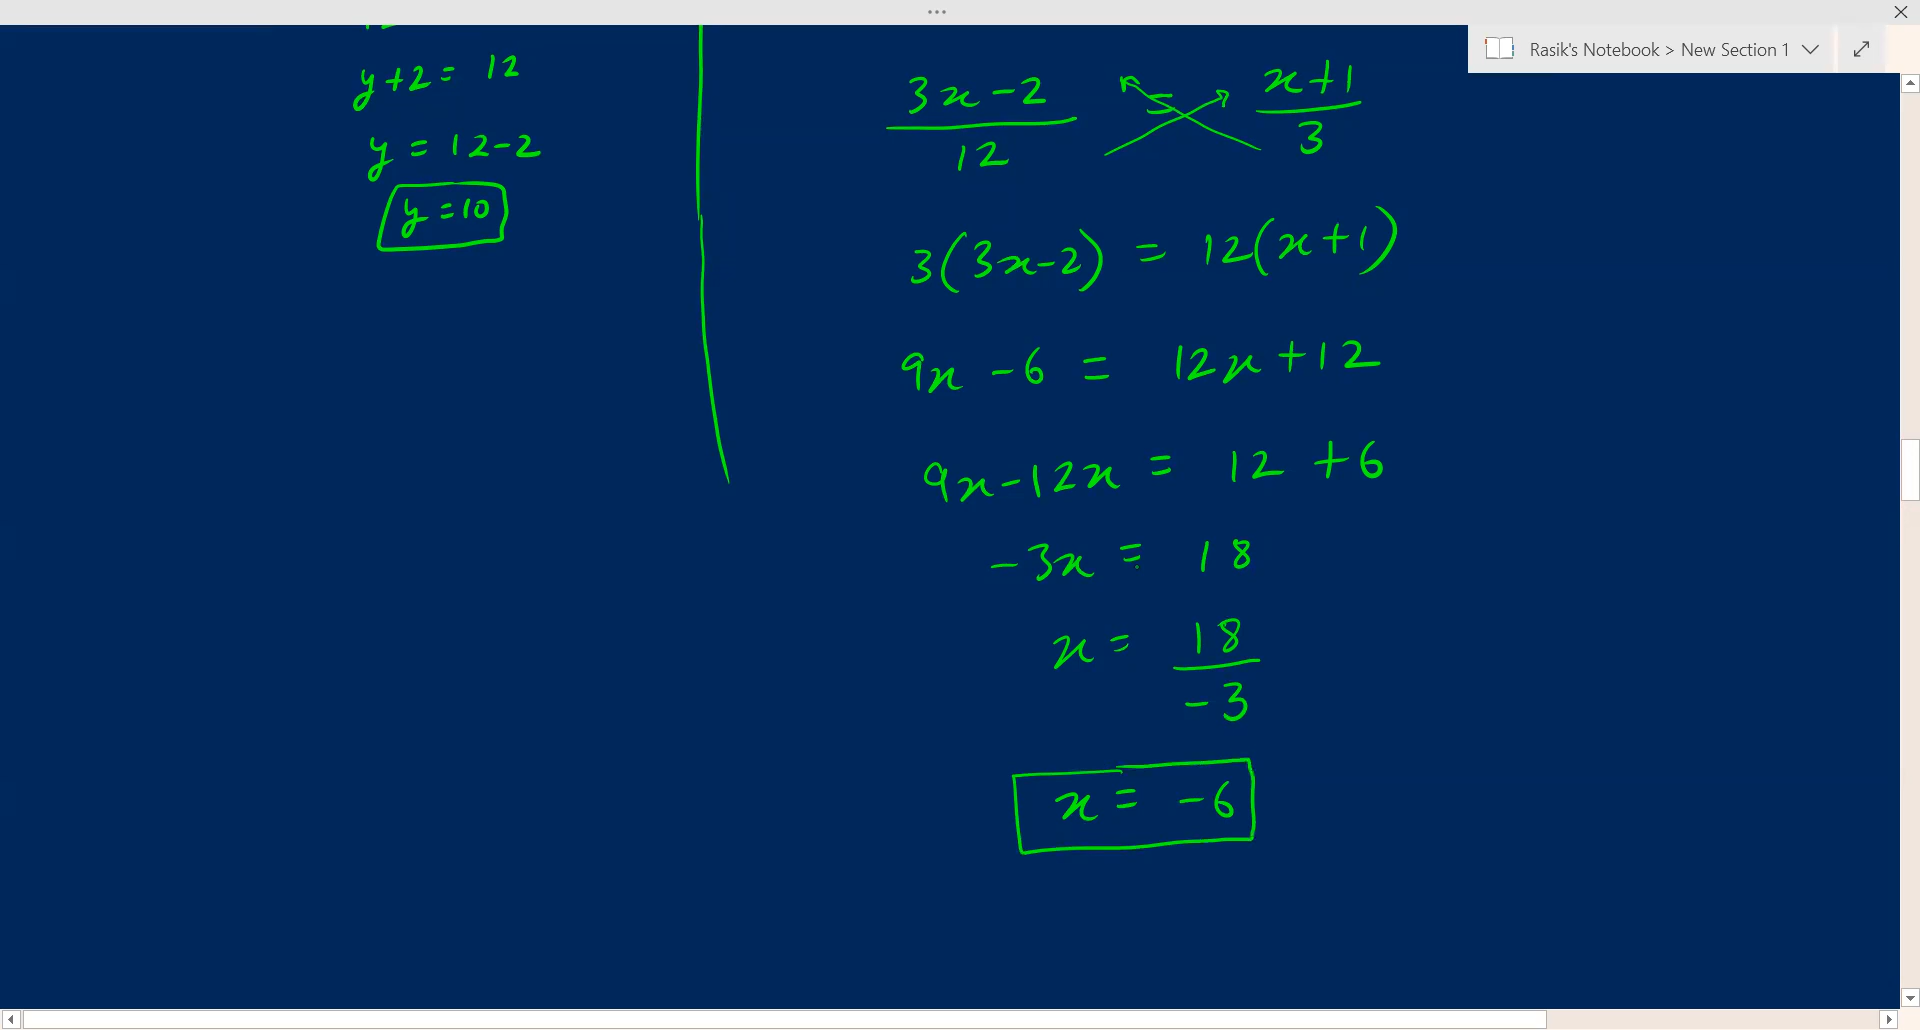 Rasik's Notebook > New Section 1
y+2 = 12
y = 12-2
y = 10
3x-2 = x+1
12 3
3(3x-2) = 12(x+1)
9x - 6 = 12x + 12
9x - 12x = 12 + 6
-3x = 18
x = 18
-3
x = -6